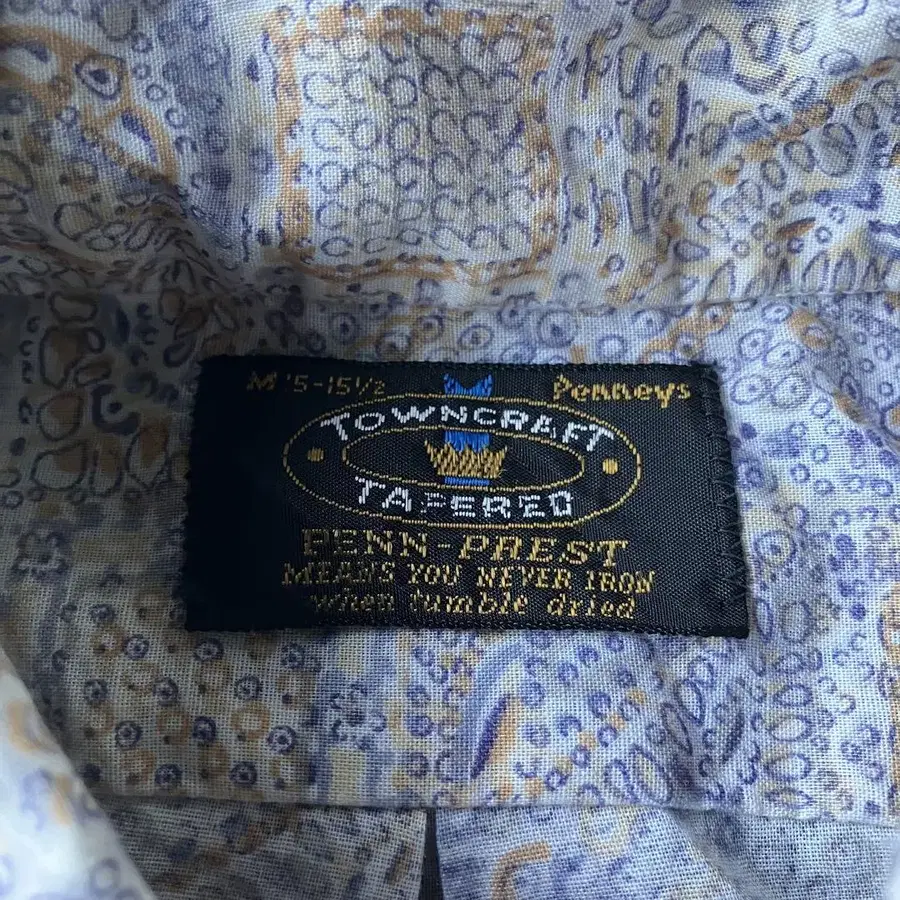 M 15-15½ Penneys
TOWNCRAFT
TAPERED
PENN-PREST
MEANS YOU NEVER IRON
when tumble dried